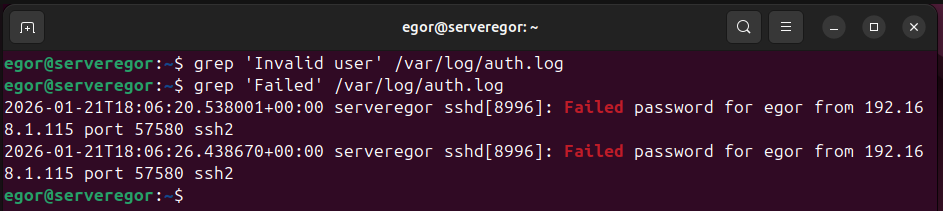 egor@serveregor: ~
egor@serveregor:~$ grep 'Invalid user' /var/log/auth.log
egor@serveregor:~$ grep 'Failed' /var/log/auth.log
2026-01-21T18:06:20.538001+00:00 serveregor sshd[8996]: Failed password for egor from 192.16
8.1.115 port 57580 ssh2
2026-01-21T18:06:26.438670+00:00 serveregor sshd[8996]: Failed password for egor from 192.16
8.1.115 port 57580 ssh2
egor@serveregor:~$